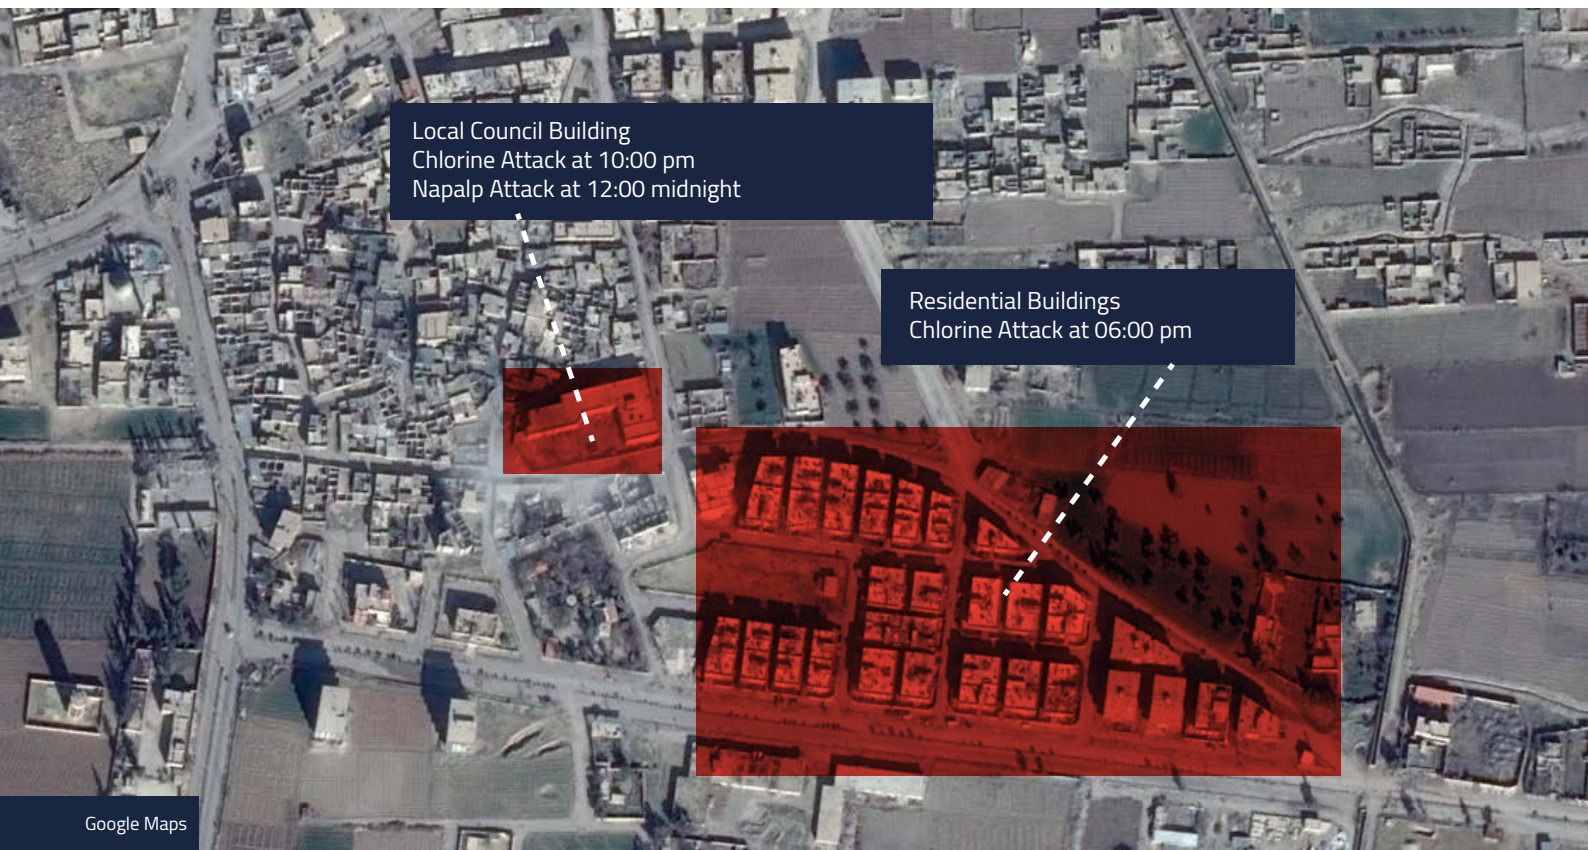 Local Council Building
Chlorine Attack at 10:00 pm
Napalp Attack at 12:00 midnight
Residential Buildings
Chlorine Attack at 06:00 pm
Google Maps